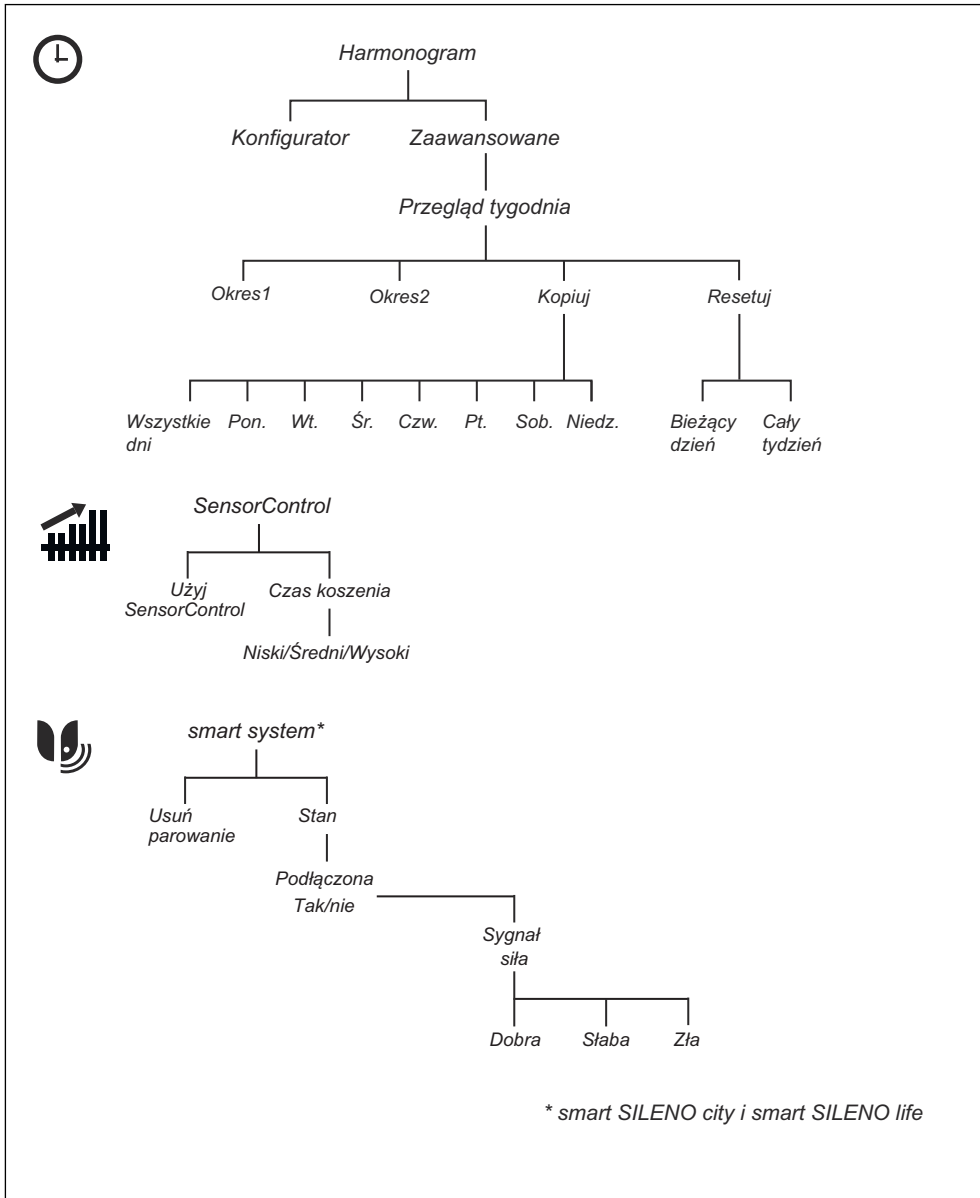 Harmonogram
Konfigurator
Zaawansowane
Przegląd tygodnia
Okres1
Okres2
Kopiuj
Resetuj
Wszystkie
dni
Pon.
Wt.
Śr.
Czw.
Pt.
Sob.
Niedz.
Bieżący
dzień
Cały
tydzień
SensorControl
Użyj
SensorControl
Czas koszenia
Niski/Średni/Wysoki
smart system*
Usuń
parowanie
Stan
Podłączona
Tak/nie
Sygnał
siła
Dobra
Słaba
Zła
* smart SILENO city i smart SILENO life